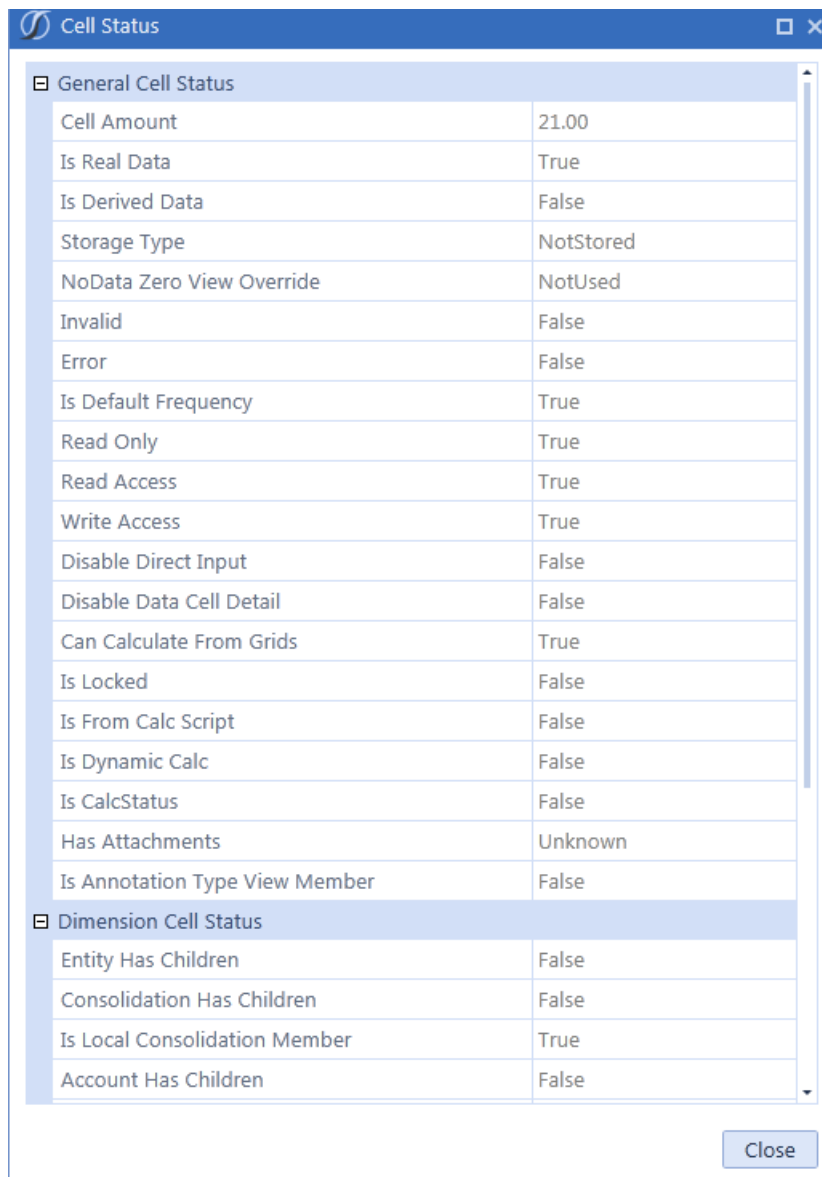 Cell Status
General Cell Status
Cell Amount 21.00
Is Real Data True
Is Derived Data False
Storage Type NotStored
NoData Zero View Override NotUsed
Invalid False
Error False
Is Default Frequency True
Read Only True
Read Access True
Write Access True
Disable Direct Input False
Disable Data Cell Detail False
Can Calculate From Grids True
Is Locked False
Is From Calc Script False
Is Dynamic Calc False
Is CalcStatus False
Has Attachments Unknown
Is Annotation Type View Member False
Dimension Cell Status
Entity Has Children False
Consolidation Has Children False
Is Local Consolidation Member True
Account Has Children False
Close